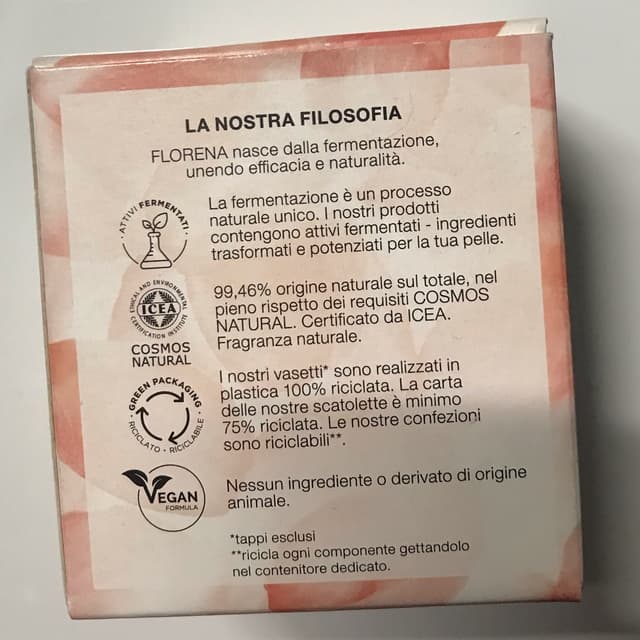 LA NOSTRA FILOSOFIA
FLORENA nasce dalla fermentazione,
unendo efficacia e naturalità.
· ATTIVI FERMENTATI ·
La fermentazione è un processo
naturale unico. I nostri prodotti
contengono attivi fermentati - ingredienti
trasformati e potenziati per la tua pelle.
ETHICAL AND ENVIRONMENTAL
CERTIFICATION INSTITUTE
ICEA
COSMOS
NATURAL
99,46% origine naturale sul totale, nel
pieno rispetto dei requisiti COSMOS
NATURAL. Certificato da ICEA.
Fragranza naturale.
GREEN PACKAGING
· RICICLATO · RICICLABILE ·
I nostri vasetti* sono realizzati in
plastica 100% riciclata. La carta
delle nostre scatolette è minimo
75% riciclata. Le nostre confezioni
sono riciclabili**.
VEGAN
FORMULA
Nessun ingrediente o derivato di origine
animale.
*tappi esclusi
**ricicla ogni componente gettandolo
nel contenitore dedicato.